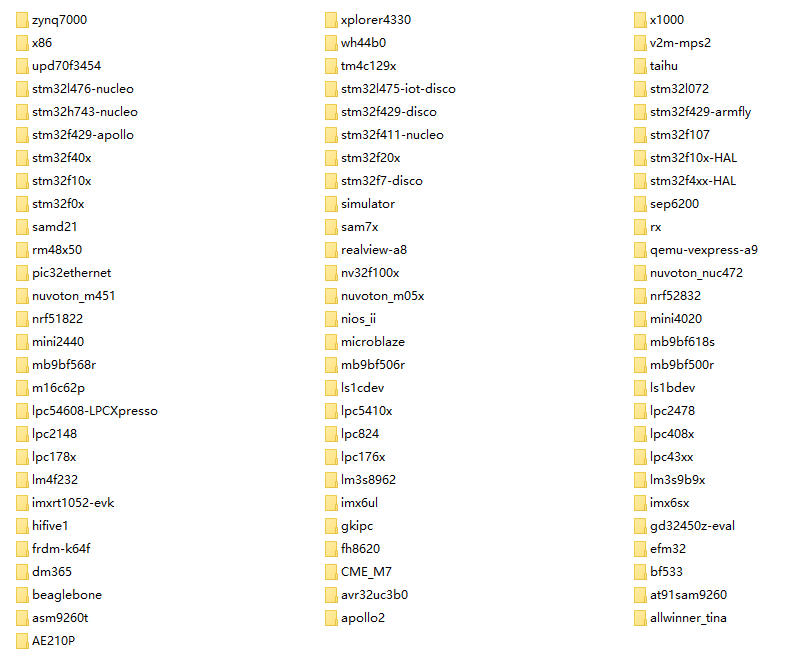 zynq7000 xplorer4330 x1000
x86 wh44b0 v2m-mps2
upd70f3454 tm4c129x taihu
stm32l476-nucleo stm32l475-iot-disco stm32l072
stm32h743-nucleo stm32f429-disco stm32f429-armfly
stm32f429-apollo stm32f411-nucleo stm32f107
stm32f40x stm32f20x stm32f10x-HAL
stm32f10x stm32f7-disco stm32f4xx-HAL
stm32f0x simulator sep6200
samd21 sam7x rx
rm48x50 realview-a8 qemu-vexpress-a9
pic32ethernet nv32f100x nuvoton_nuc472
nuvoton_m451 nuvoton_m05x nrf52832
nrf51822 nios_ii mini4020
mini2440 microblaze mb9bf618s
mb9bf568r mb9bf506r mb9bf500r
m16c62p ls1cdev ls1bdev
lpc54608-LPCXpresso lpc5410x lpc2478
lpc2148 lpc824 lpc408x
lpc178x lpc176x lpc43xx
lm4f232 lm3s8962 lm3s9b9x
imxrt1052-evk imx6ul imx6sx
hifive1 gkipc gd32450z-eval
frdm-k64f fh8620 efm32
dm365 CME_M7 bf533
beaglebone avr32uc3b0 at91sam9260
asm9260t apollo2 allwinner_tina
AE210P